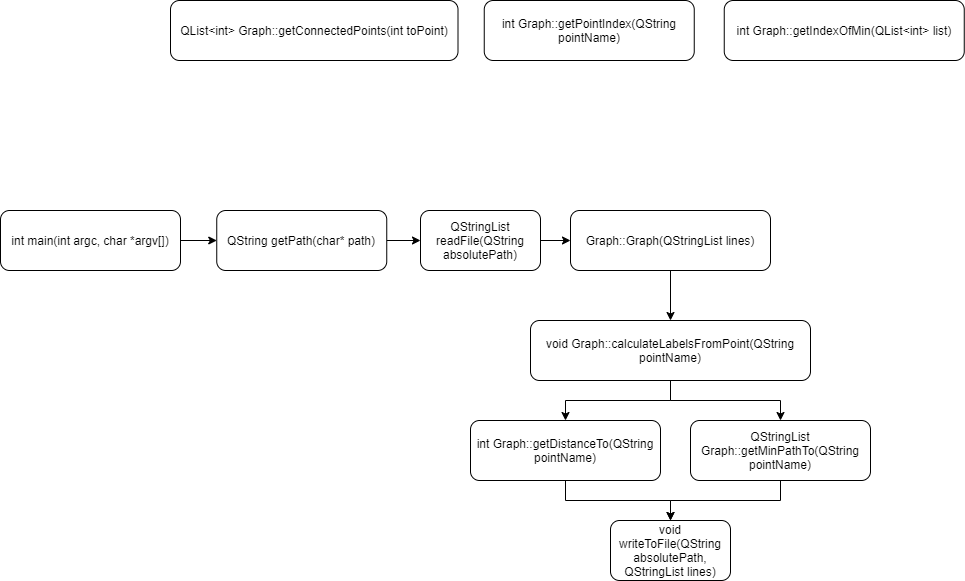 QList<int> Graph::getConnectedPoints(int toPoint)
int Graph::getPointIndex(QString
pointName)
int Graph::getIndexOfMin(QList<int> list)
int main(int argc, char *argv[])
QString getPath(char* path)
QStringList
readFile(QString
absolutePath)
Graph::Graph(QStringList lines)
void Graph::calculateLabelsFromPoint(QString
pointName)
int Graph::getDistanceTo(QString
pointName)
QStringList
Graph::getMinPathTo(QString
pointName)
void
writeToFile(QString
absolutePath,
QStringList lines)